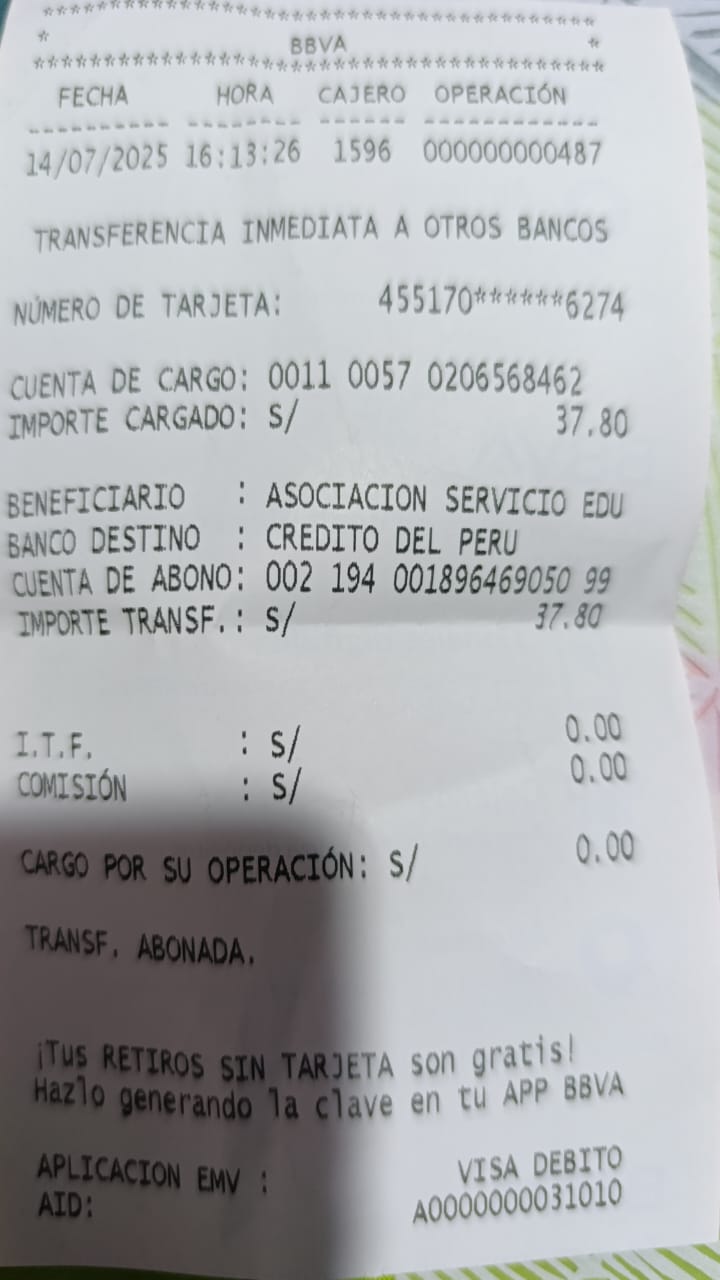 ****************************************
* BBVA *
****************************************
FECHA HORA CAJERO OPERACIÓN
---------- -------- ------ ------------
14/07/2025 16:13:26 1596 000000000487
TRANSFERENCIA INMEDIATA A OTROS BANCOS
NÚMERO DE TARJETA: 455170******6274
CUENTA DE CARGO: 0011 0057 0206568462
IMPORTE CARGADO: S/ 37.80
BENEFICIARIO : ASOCIACION SERVICIO EDU
BANCO DESTINO : CREDITO DEL PERU
CUENTA DE ABONO: 002 194 001896469050 99
IMPORTE TRANSF.: S/ 37.80
I.T.F. : S/ 0.00
COMISIÓN : S/ 0.00
CARGO POR SU OPERACIÓN: S/ 0.00
TRANSF. ABONADA.
¡Tus RETIROS SIN TARJETA son gratis!
Hazlo generando la clave en tu APP BBVA
APLICACION EMV : VISA DEBITO
AID: A0000000031010